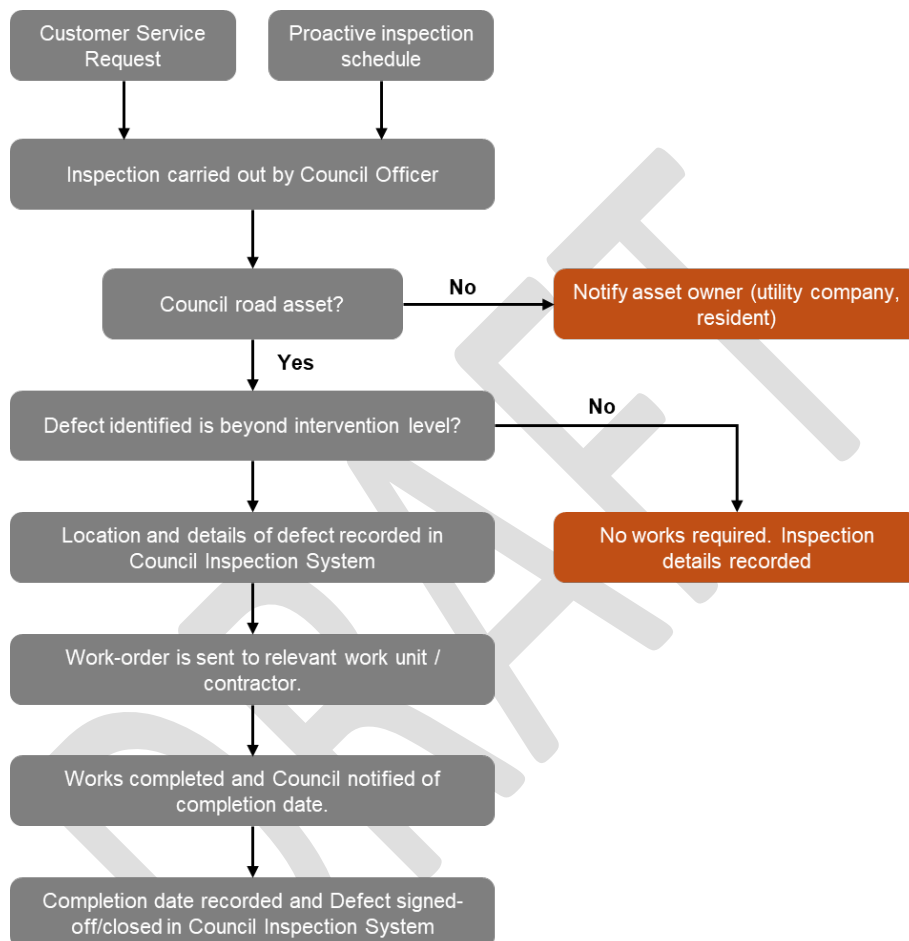 Customer Service
Request
Proactive inspection
schedule
Inspection carried out by Council Officer
Council road asset?
No
Notify asset owner (utility company,
resident)
Yes
Defect identified is beyond intervention level?
No
Location and details of defect recorded in
Council Inspection System
No works required. Inspection
details recorded
Work-order is sent to relevant work unit /
contractor.
Works completed and Council notified of
completion date.
Completion date recorded and Defect signed-
off/closed in Council Inspection System
DRAFT